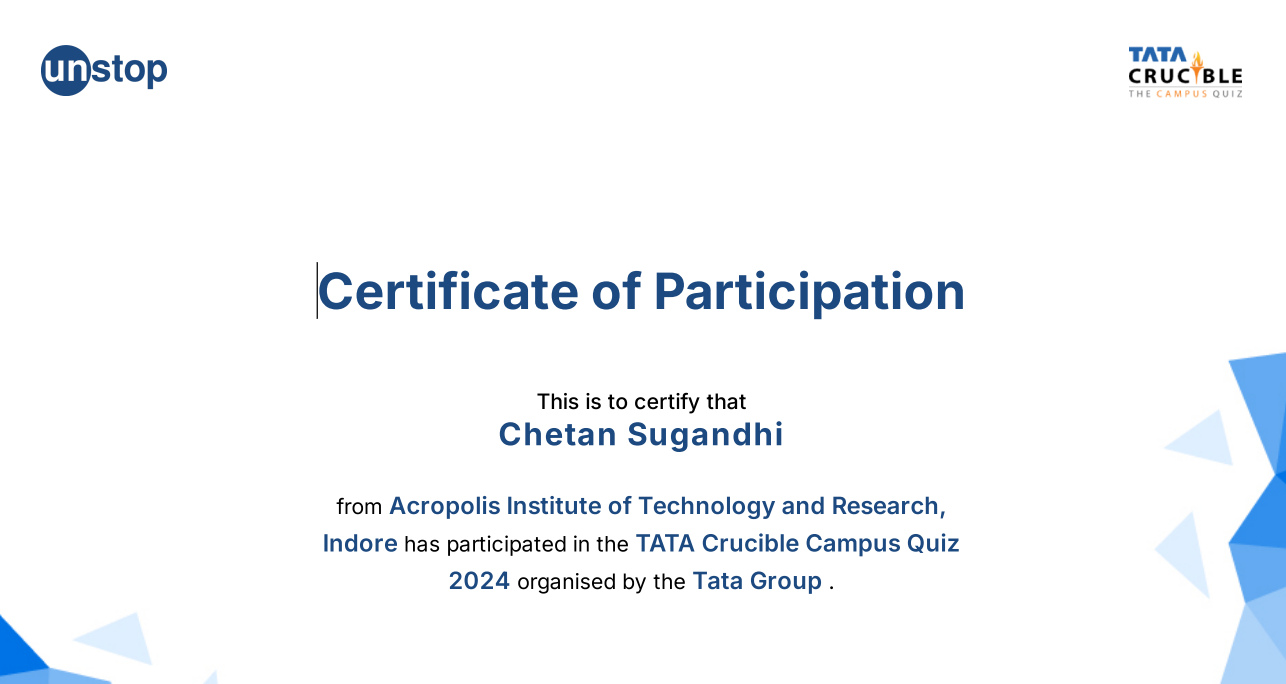 unstop
TATA
CRUCIBLE
THE CAMPUS QUIZ
Certificate of Participation
This is to certify that
Chetan Sugandhi
from Acropolis Institute of Technology and Research,
Indore has participated in the TATA Crucible Campus Quiz
2024 organised by the Tata Group .